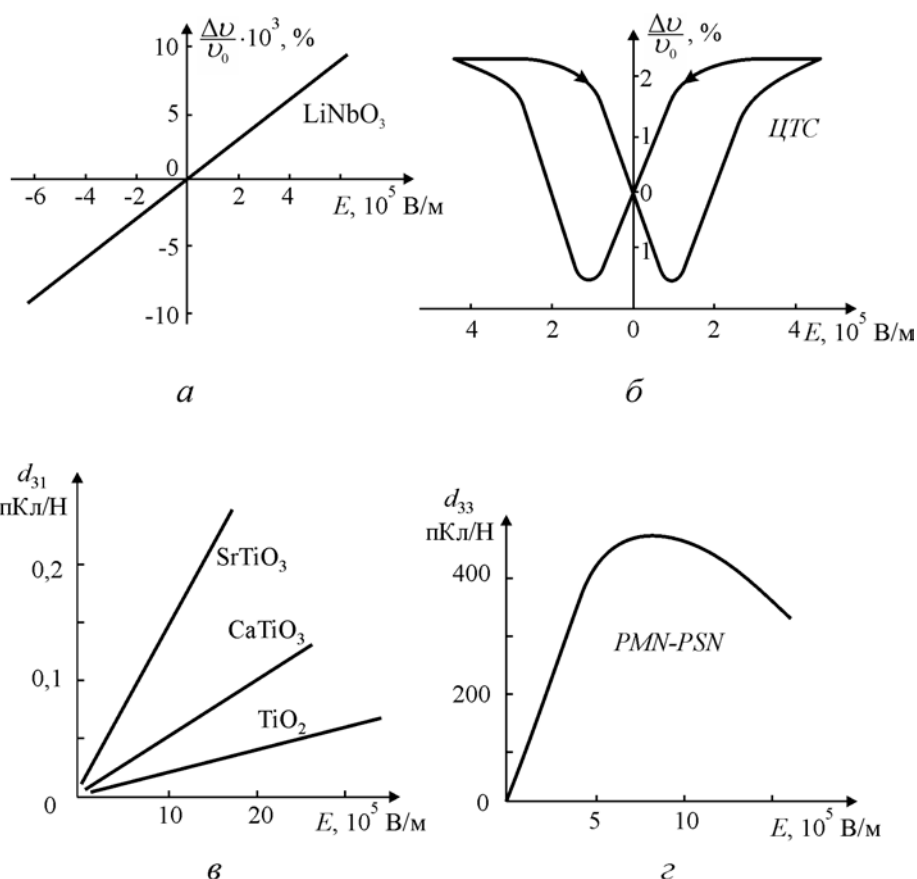 Δυ/υ₀ ·10³, %
10
5
0
-5
-10
-6 -4 -2 2 4
E, 10⁵ В/м
LiNbO₃
а
Δυ/υ₀, %
2
1
0
1
ЦТС
4 2 0 2 4 E, 10⁵ В/м
б
d₃₁
пКл/Н
0,2
0,1
0
SrTiO₃
CaTiO₃
TiO₂
10 20 E, 10⁵ В/м
в
d₃₃
пКл/Н
400
200
0
PMN-PSN
5 10 E, 10⁵ В/м
г